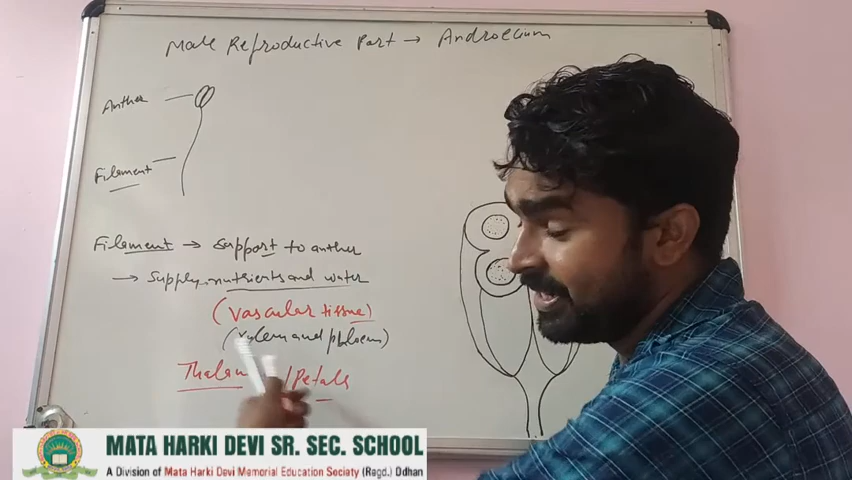 Male Reproductive Part → Androecium
Anther
Filament
Filament → support to anther
→ supply nutrients and water
(vascular tissue)
(xylem and phloem)
/Petals
MATA HARKI DEVI SR. SEC. SCHOOL
A Division of Mata Harki Devi Memorial Education Society (Regd.) Odhan